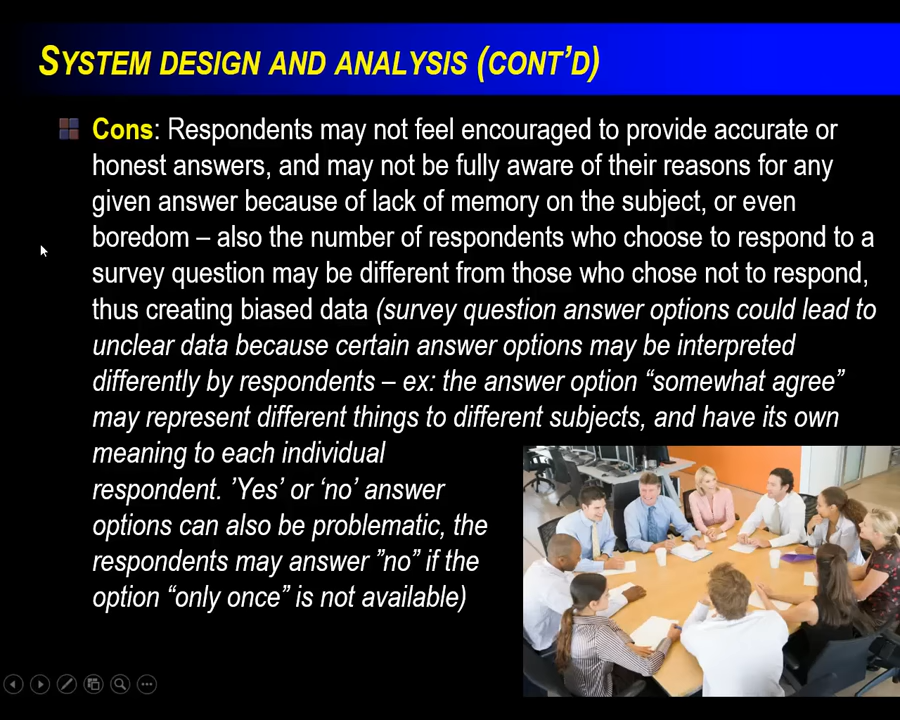 SYSTEM DESIGN AND ANALYSIS (CONT’D)
Cons: Respondents may not feel encouraged to provide accurate or
honest answers, and may not be fully aware of their reasons for any
given answer because of lack of memory on the subject, or even
boredom – also the number of respondents who choose to respond to a
survey question may be different from those who chose not to respond,
thus creating biased data (survey question answer options could lead to
unclear data because certain answer options may be interpreted
differently by respondents – ex: the answer option “somewhat agree”
may represent different things to different subjects, and have its own
meaning to each individual
respondent. ’Yes’ or ‘no’ answer
options can also be problematic, the
respondents may answer ”no” if the
option “only once” is not available)